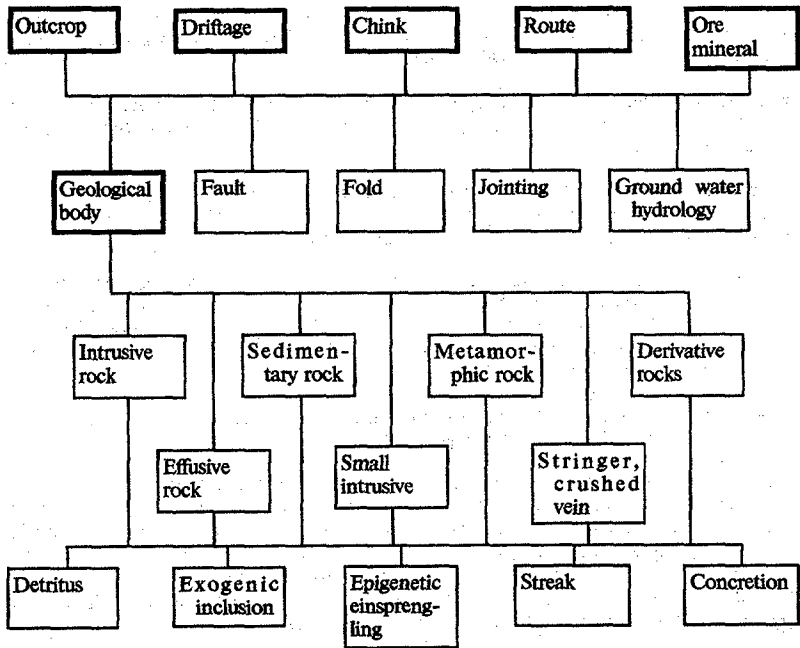 Outcrop
Driftage
Chink
Route
Ore
mineral
Geological
body
Fault
Fold
Jointing
Ground water
hydrology
Intrusive
rock
Sedimen-
tary rock
Metamor-
phic rock
Derivative
rocks
Effusive
rock
Small
intrusive
Stringer,
crushed
vein
Detritus
Exogenic
inclusion
Epigenetic
einspreng-
ling
Streak
Concretion